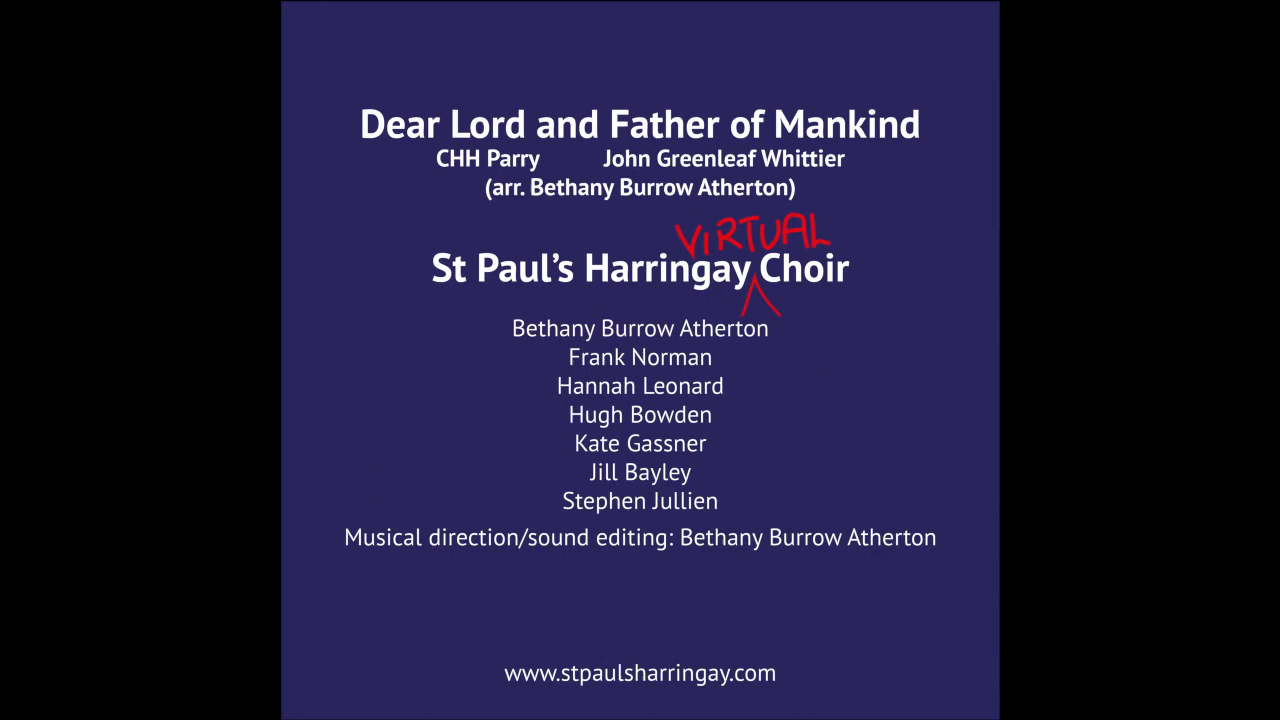 Dear Lord and Father of Mankind
CHH Parry John Greenleaf Whittier
(arr. Bethany Burrow Atherton)
VIRTUAL
St Paul's Harringay Choir
Bethany Burrow Atherton
Frank Norman
Hannah Leonard
Hugh Bowden
Kate Gassner
Jill Bayley
Stephen Jullien
Musical direction/sound editing: Bethany Burrow Atherton
www.stpaulsharringay.com